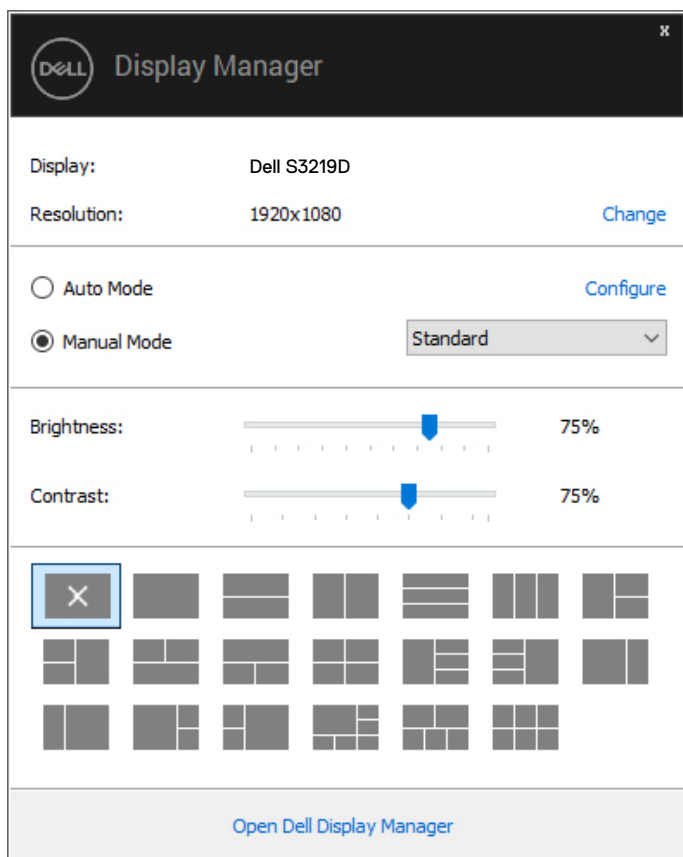 x
DELL Display Manager
Display: Dell S3219D
Resolution: 1920x1080 Change
Auto Mode Configure
Manual Mode Standard
Brightness: 75%
Contrast: 75%
Open Dell Display Manager